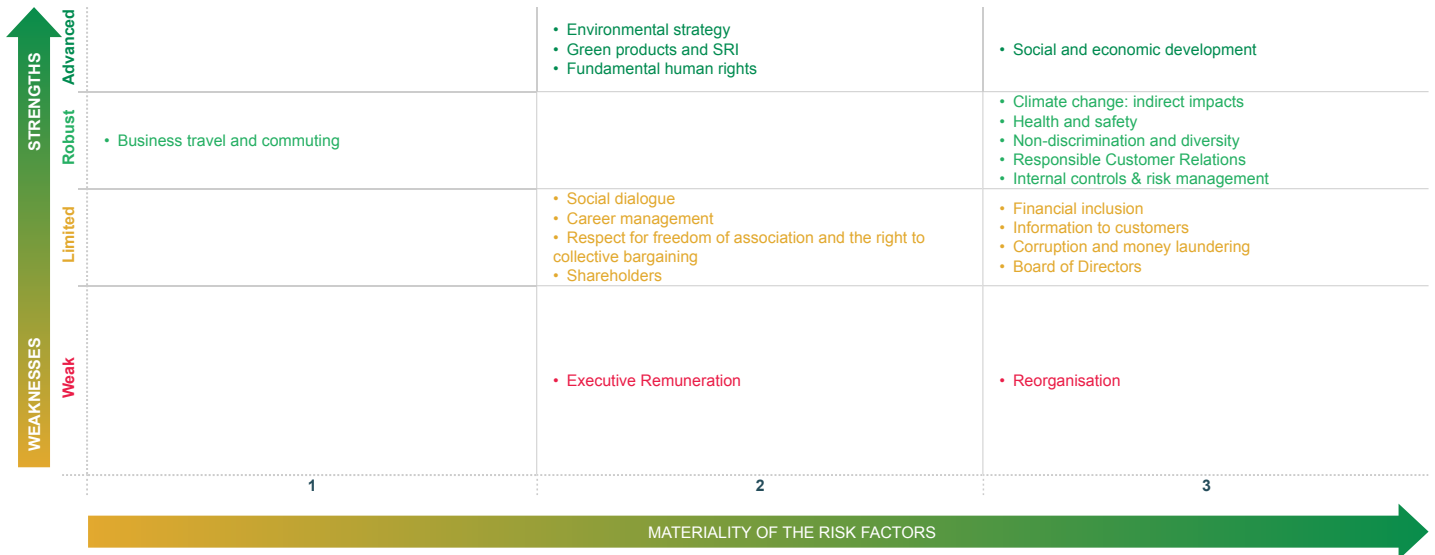 STRENGTHS
WEAKNESSES
Advanced
• Environmental strategy
• Green products and SRI
• Fundamental human rights
• Social and economic development
Robust
• Business travel and commuting
• Climate change: indirect impacts
• Health and safety
• Non-discrimination and diversity
• Responsible Customer Relations
• Internal controls & risk management
Limited
• Social dialogue
• Career management
• Respect for freedom of association and the right to
collective bargaining
• Shareholders
• Financial inclusion
• Information to customers
• Corruption and money laundering
• Board of Directors
Weak
• Executive Remuneration
• Reorganisation
1
2
3
MATERIALITY OF THE RISK FACTORS